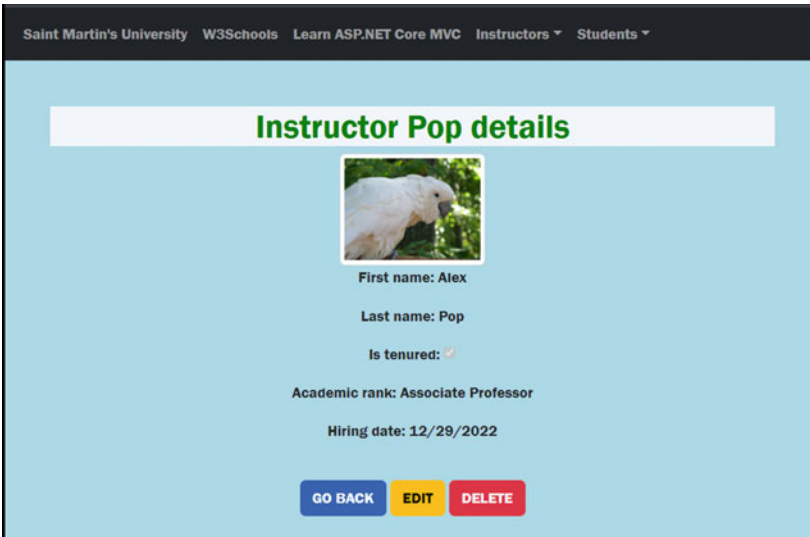 Saint Martin's University W3Schools Learn ASP.NET Core MVC Instructors Students
Instructor Pop details
First name: Alex
Last name: Pop
Is tenured:
Academic rank: Associate Professor
Hiring date: 12/29/2022
GO BACK EDIT DELETE